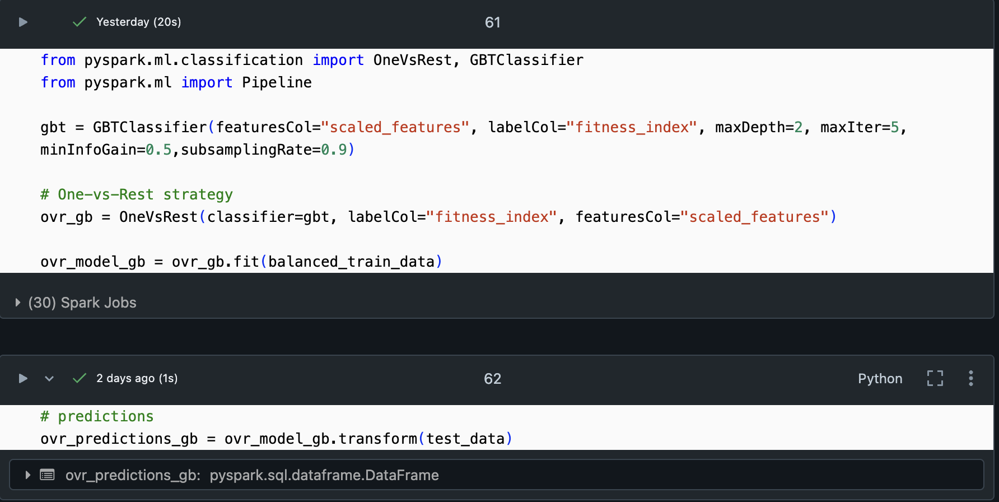 Yesterday (20s)
61
from pyspark.ml.classification import OneVsRest, GBTClassifier
from pyspark.ml import Pipeline
gbt = GBTClassifier(featuresCol="scaled_features", labelCol="fitness_index", maxDepth=2, maxIter=5,
minInfoGain=0.5,subsamplingRate=0.9)
# One-vs-Rest strategy
ovr_gb = OneVsRest(classifier=gbt, labelCol="fitness_index", featuresCol="scaled_features")
ovr_model_gb = ovr_gb.fit(balanced_train_data)
(30) Spark Jobs
2 days ago (1s)
62
Python
# predictions
ovr_predictions_gb = ovr_model_gb.transform(test_data)
ovr_predictions_gb: pyspark.sql.dataframe.DataFrame